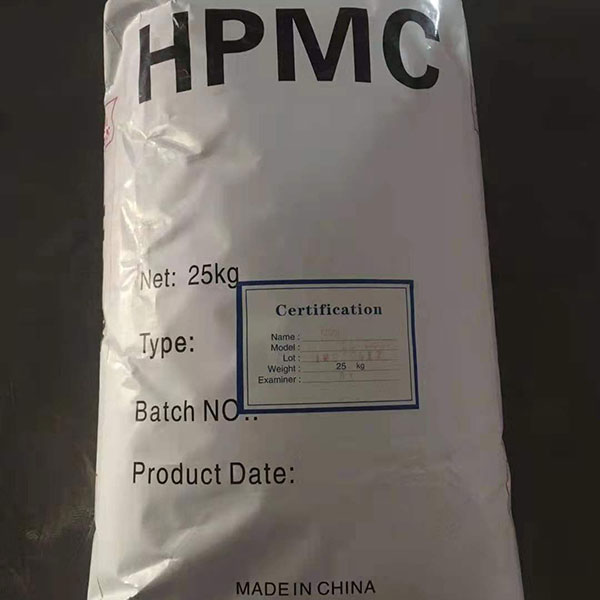 HPMC
Net: 25kg
Certification
Name :
Model :
Lot :
Weight : 25 kg
Examiner :
Type:
Batch NO.:
Product Date:
MADE IN CHINA